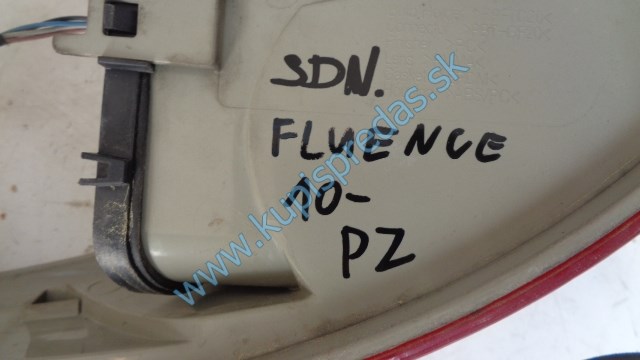 SDN.
FLUENCE
10-
PZ
www.kupispredas.sk